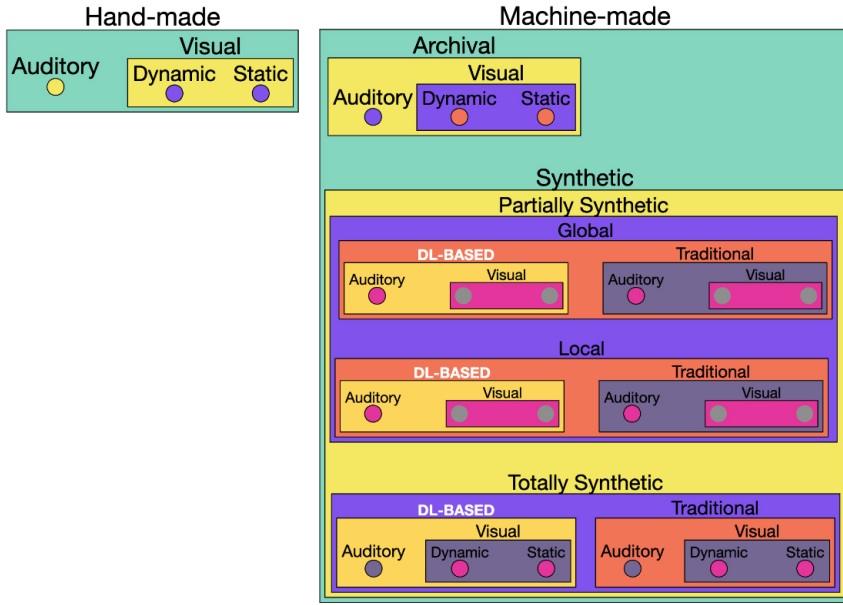 Hand-made
Visual
Auditory
Dynamic
Static
Machine-made
Archival
Visual
Auditory
Dynamic
Static
Synthetic
Partially Synthetic
Global
DL-BASED
Traditional
Auditory
Visual
Auditory
Visual
Local
DL-BASED
Traditional
Auditory
Visual
Auditory
Visual
Totally Synthetic
DL-BASED
Traditional
Visual
Visual
Auditory
Dynamic
Static
Auditory
Dynamic
Static